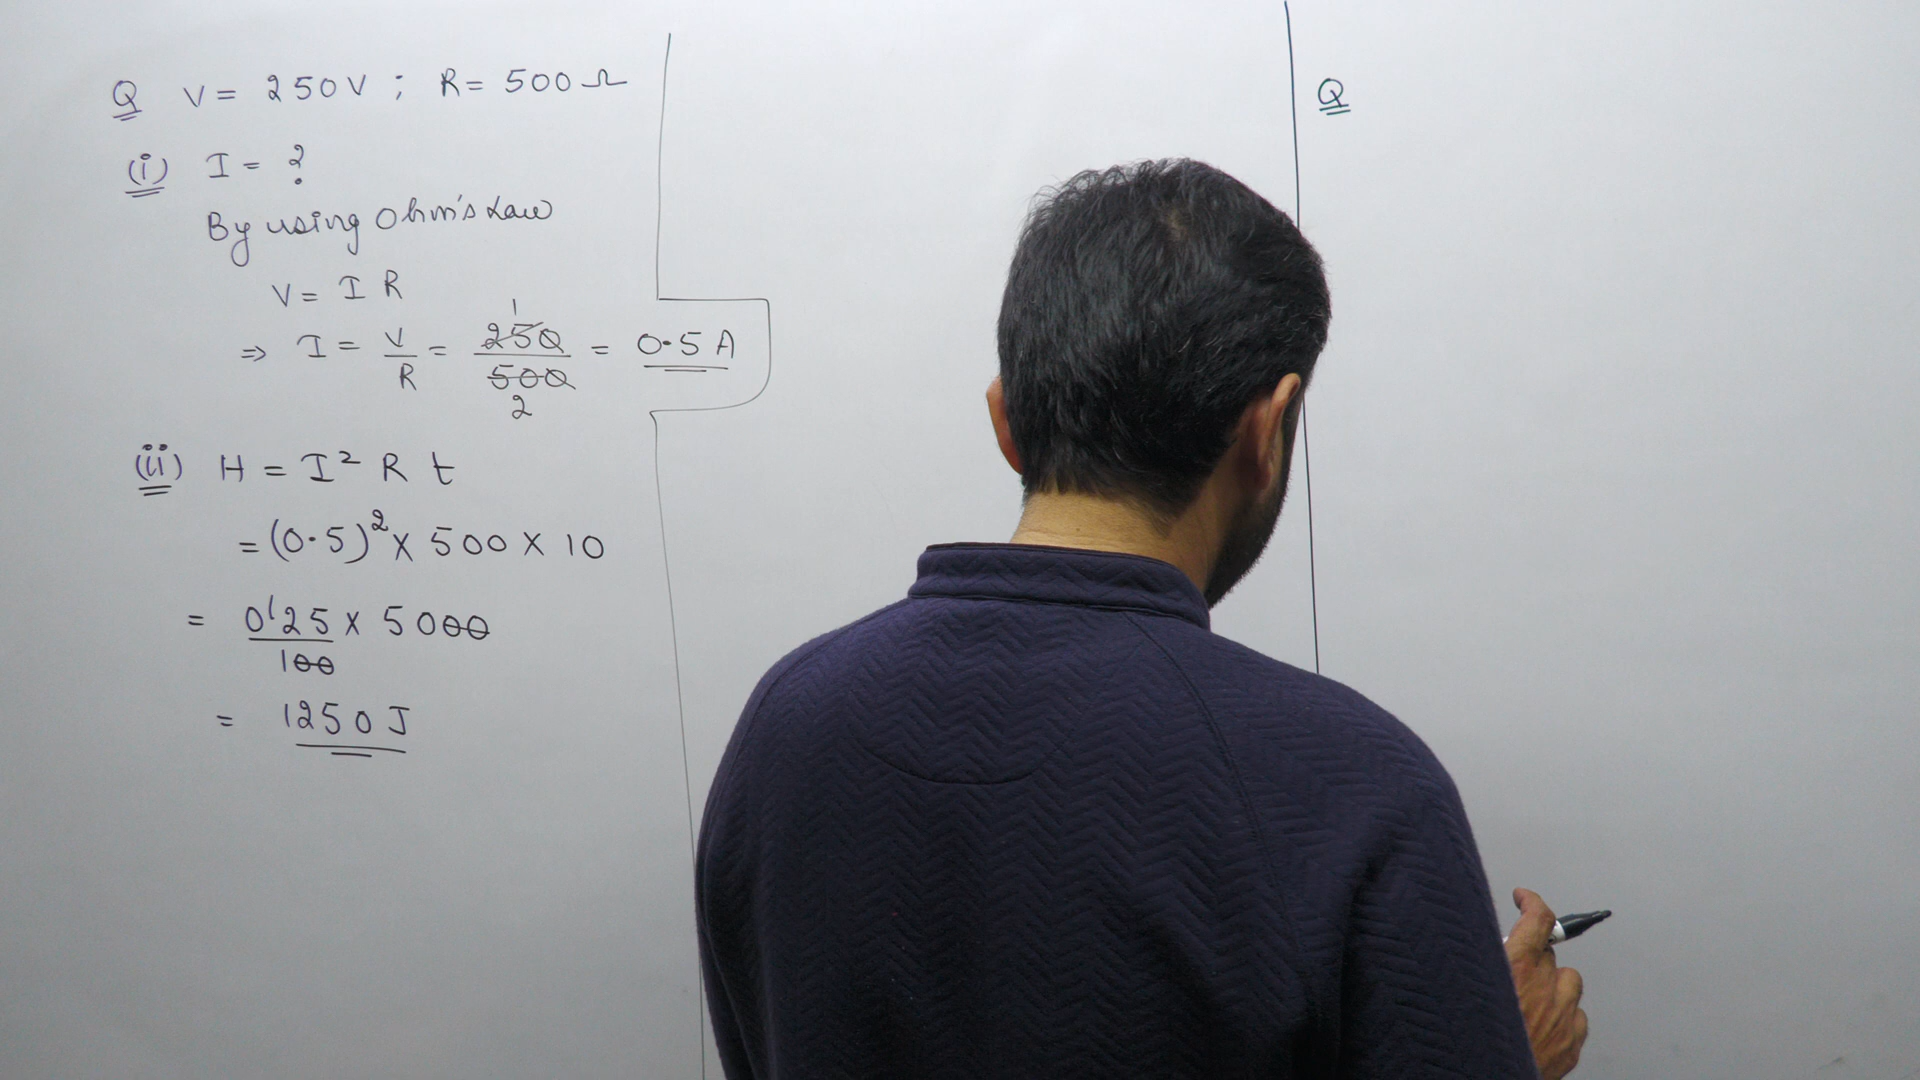 Q V = 250V ; R = 500 Ω
(i) I = ?
By using Ohm's Law
V = I R
⇒ I = V/R = 250/500 = 0.5 A
1
2
(ii) H = I² R t
= (0.5)² × 500 × 10
= 0'25/100 × 5000
= 1250 J
Q